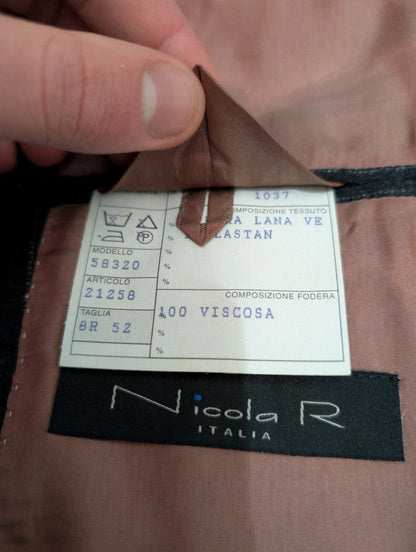 1037
COMPOSIZIONE TESSUTO
LANA VE
LASTAN
%
%
MODELLO
58320
%
ARTICOLO
21258
%
COMPOSIZIONE FODERA
TAGLIA
8R 52
100 VISCOSA
%
%
Nicola R
ITALIA